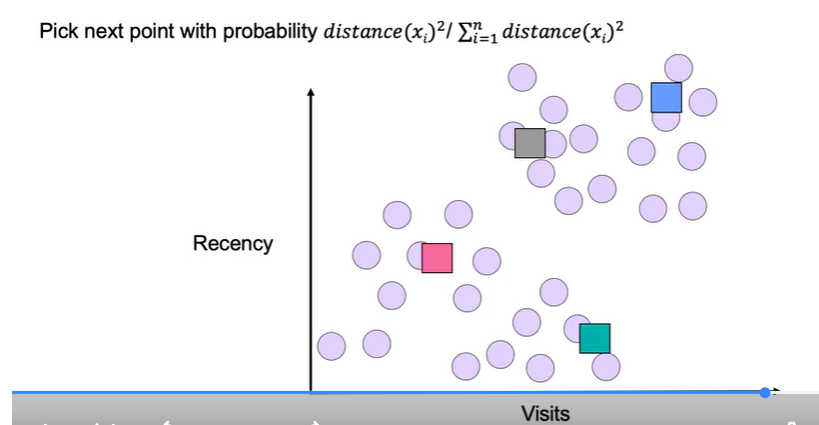 Pick next point with probability distance(xᵢ)²/ ∑ⁿᵢ₌₁ distance(xᵢ)²
Recency
Visits